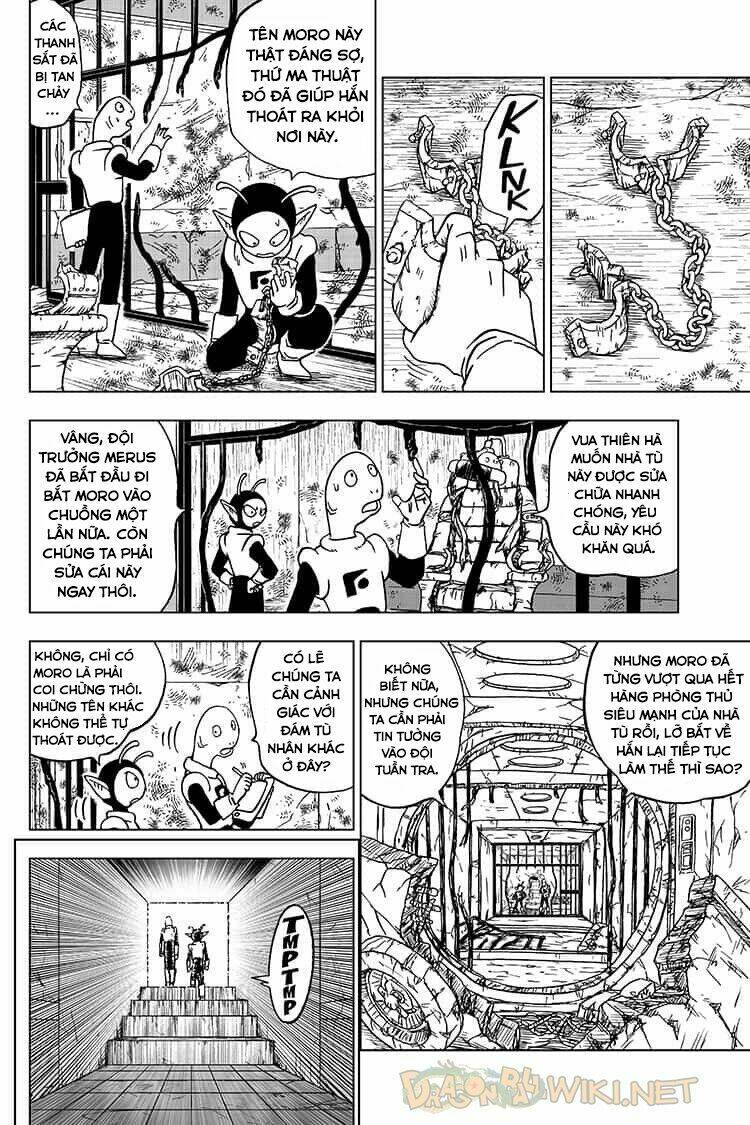 KLNK
TÊN MORO NÀY
THẬT ĐÁNG SỢ,
THỨ MA THUẬT
ĐÓ ĐÃ GIÚP HẮN
THOÁT RA KHỎI
NƠI NÀY.
CÁC
THANH
SẮT ĐÃ
BỊ TAN
CHẢY
...
VUA THIÊN HÀ
MUỐN NHÀ TÙ
NÀY ĐƯỢC SỬA
CHỮA NHANH
CHÓNG, YÊU
CẦU NÀY KHÓ
KHĂN QUÁ.
VÂNG, ĐỘI
TRƯỞNG MERUS
ĐÃ BẮT ĐẦU ĐI
BẮT MORO VÀO
CHUỒNG MỘT
LẦN NỮA. CÒN
CHÚNG TA PHẢI
SỬA CÁI NÀY
NGAY THÔI.
NHƯNG MORO ĐÃ
TỪNG VƯỢT QUA HẾT
HÀNG PHÒNG THỦ
SIÊU MẠNH CỦA NHÀ
TÙ RỒI, LỠ BẮT VỀ
HẮN LẠI TIẾP TỤC
LÀM THẾ THÌ SAO?
KHÔNG
BIẾT NỮA,
NHƯNG CHÚNG
TA CẦN PHẢI
TIN TƯỞNG
VÀO ĐỘI
TUẦN TRA.
CÓ LẼ
CHÚNG TA
CẦN CẢNH
GIÁC VỚI
ĐÁM TÙ
NHÂN KHÁC
Ở ĐÂY?
KHÔNG, CHỈ CÓ
MORO LÀ PHẢI
COI CHỪNG THÔI.
NHỮNG TÊN KHÁC
KHÔNG THỂ TỰ
THOÁT ĐƯỢC.
TMP TMP
DRAGON BALL WIKI.NET